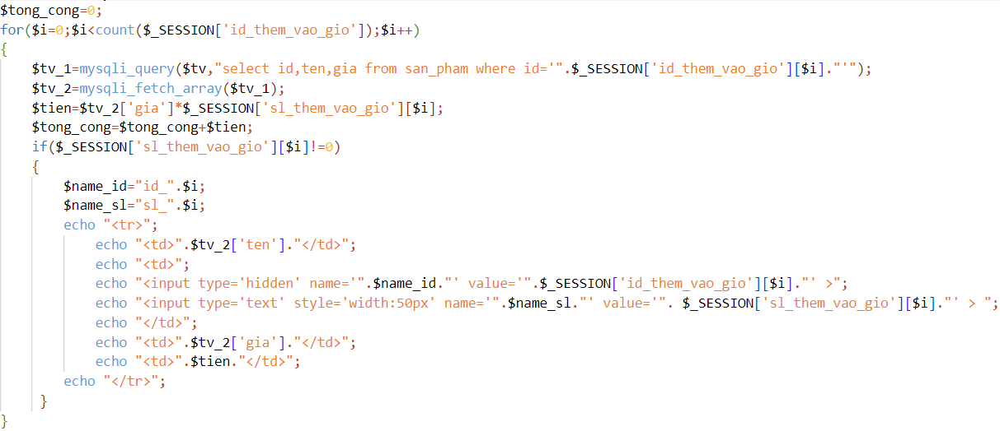 $tong_cong=0;
for($i=0;$i<count($_SESSION['id_them_vao_gio']);$i++)
{
$tv_1=mysqli_query($tv,"select id,ten,gia from san_pham where id='".$_SESSION['id_them_vao_gio'][$i]."'");
$tv_2=mysqli_fetch_array($tv_1);
$tien=$tv_2['gia']*$_SESSION['sl_them_vao_gio'][$i];
$tong_cong=$tong_cong+$tien;
if($_SESSION['sl_them_vao_gio'][$i]!=0)
{
$name_id="id_".$i;
$name_sl="sl_".$i;
echo "<tr>";
echo "<td>".$tv_2['ten']."</td>";
echo "<td>";
echo "<input type='hidden' name='".$name_id."' value='".$_SESSION['id_them_vao_gio'][$i]."' >";
echo "<input type='text' style='width:50px' name='".$name_sl."' value='". $_SESSION['sl_them_vao_gio'][$i]."' > ";
echo "</td>";
echo "<td>".$tv_2['gia']."</td>";
echo "<td>".$tien."</td>";
echo "</tr>";
}
}